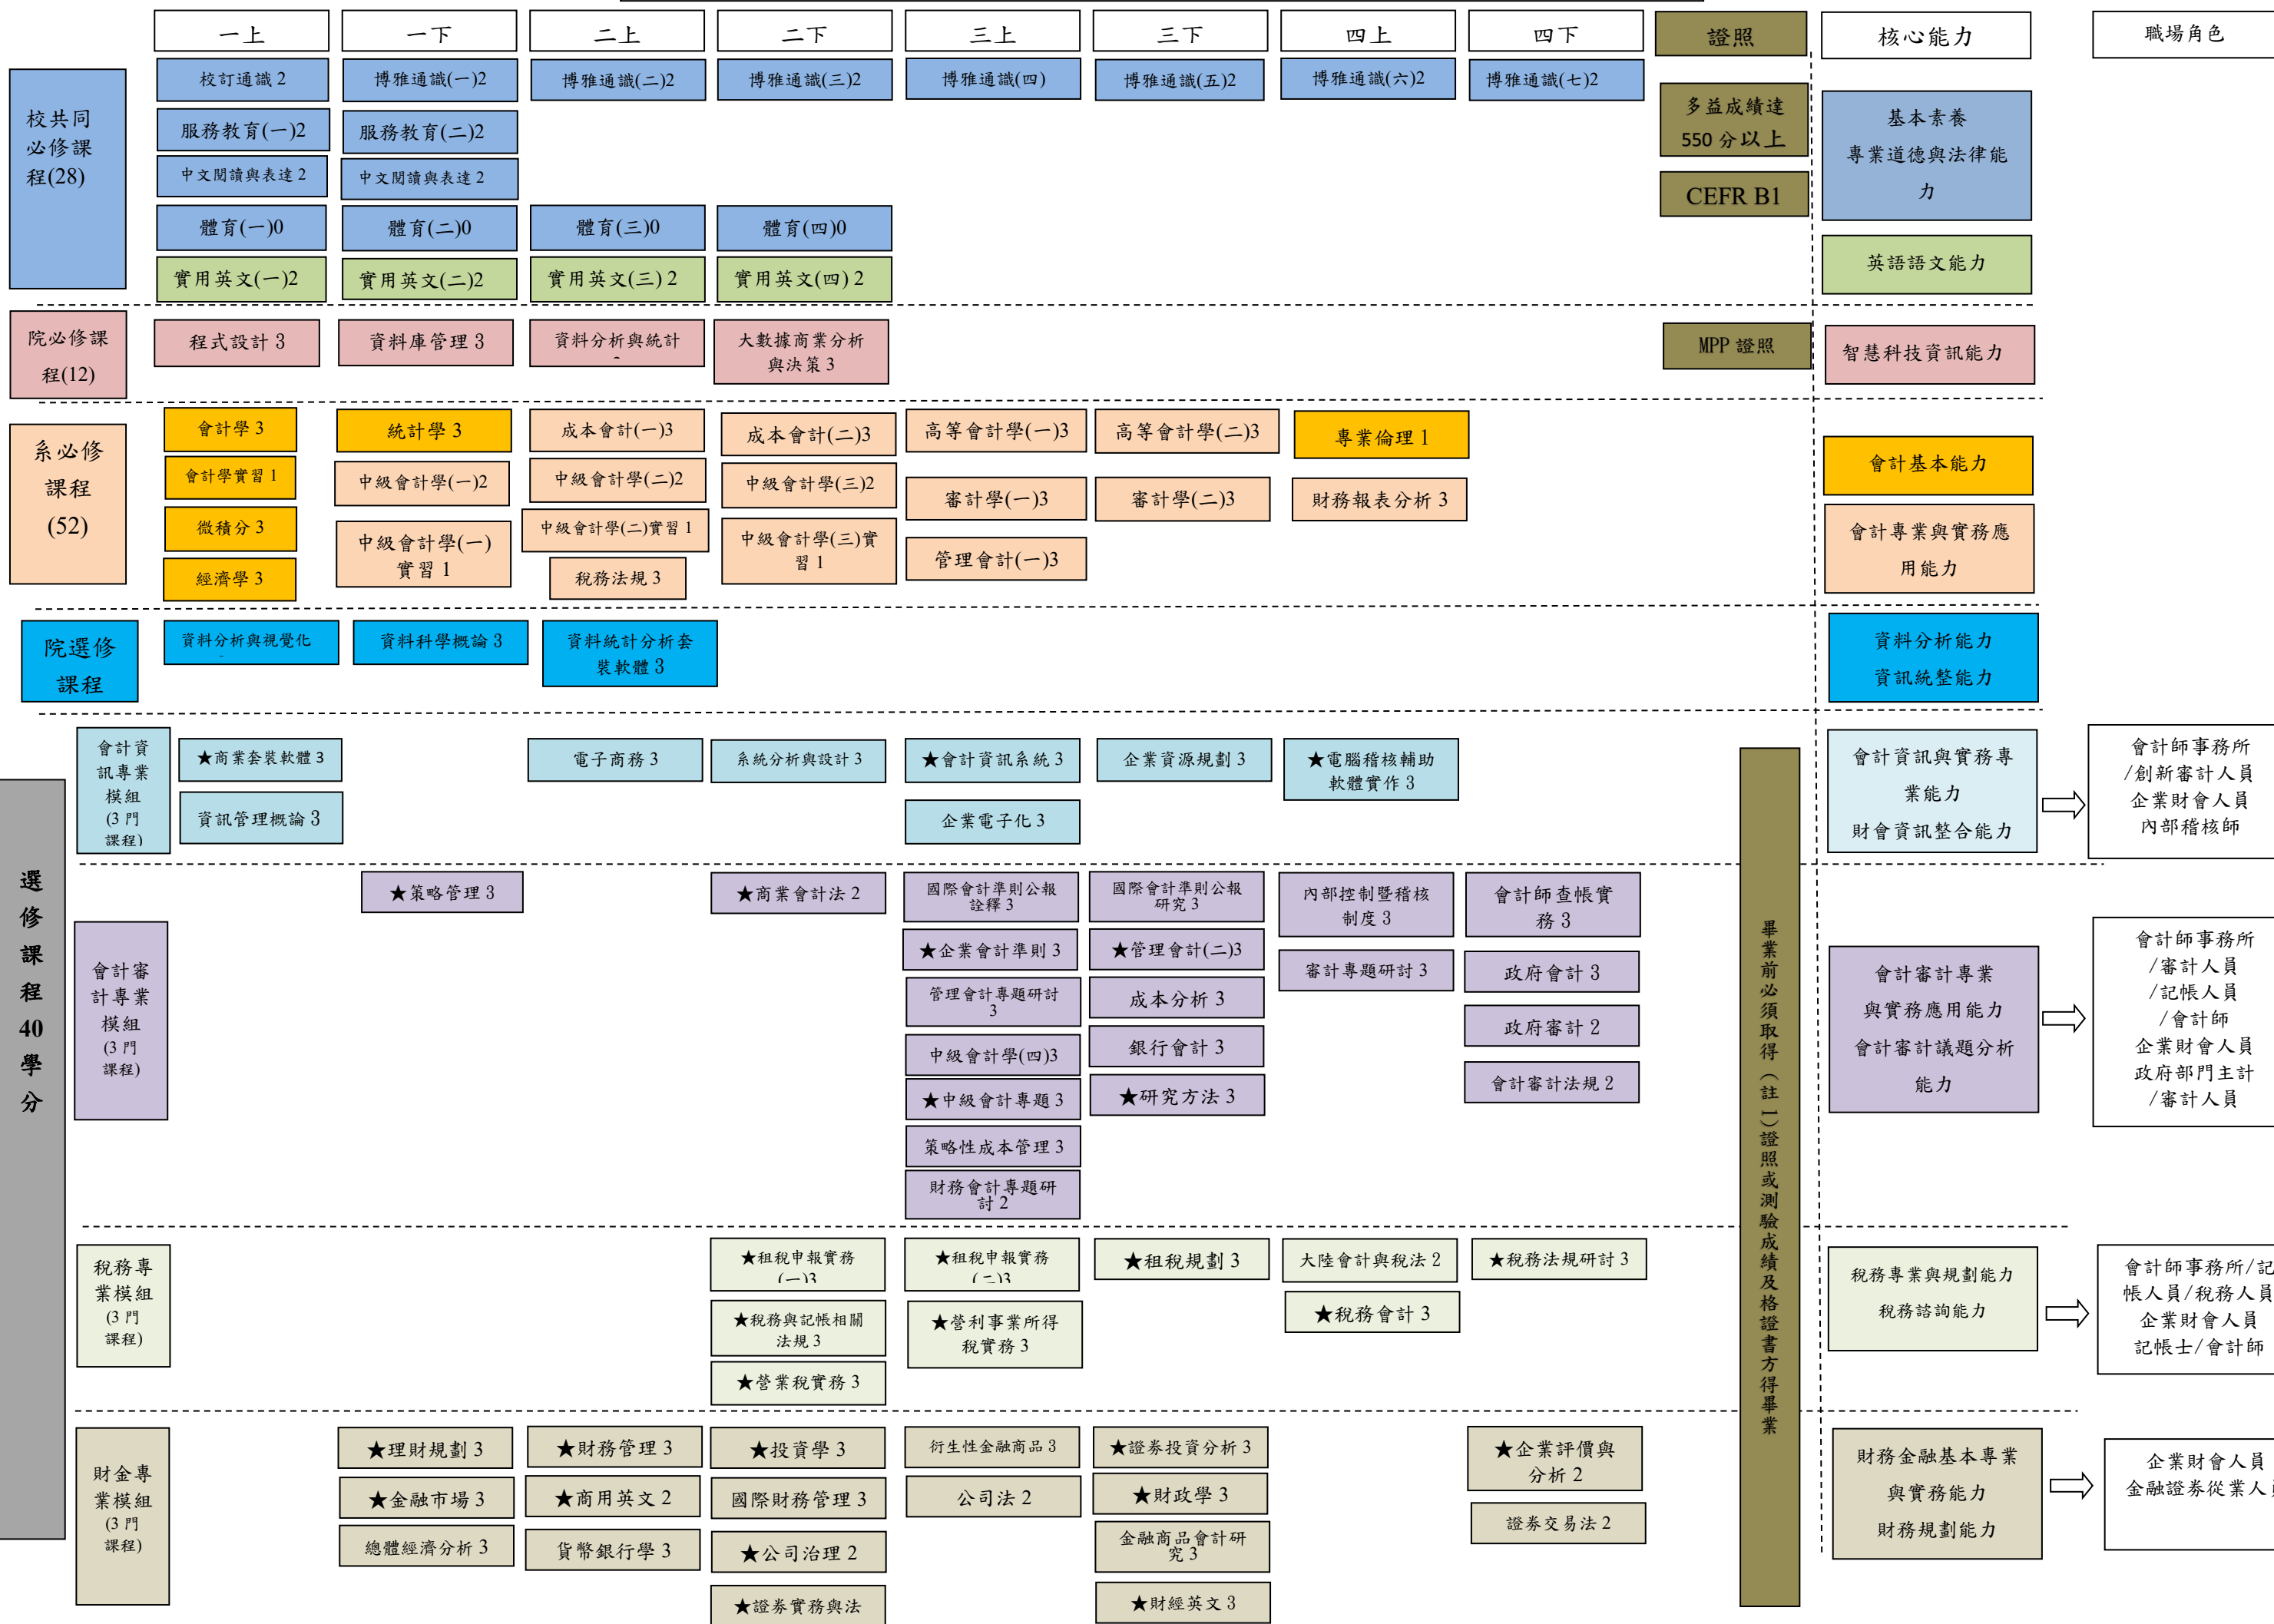 一上
一下
二上
二下
三上
三下
四上
四下
證照
核心能力
職場角色
校共同
必修課
程(28)
校訂通識 2
博雅通識(一)2
博雅通識(二)2
博雅通識(三)2
博雅通識(四)
博雅通識(五)2
博雅通識(六)2
博雅通識(七)2
服務教育(一)2
服務教育(二)2
中文閱讀與表達 2
中文閱讀與表達 2
體育(一)0
體育(二)0
體育(三)0
體育(四)0
實用英文(一)2
實用英文(二)2
實用英文(三) 2
實用英文(四) 2
多益成績達
550 分以上
CEFR B1
基本素養
專業道德與法律能
力
英語語文能力
院必修課
程(12)
程式設計 3
資料庫管理 3
資料分析與統計
大數據商業分析
與決策 3
MPP 證照
智慧科技資訊能力
系必修
課程
(52)
會計學 3
會計學實習 1
微積分 3
經濟學 3
統計學 3
中級會計學(一)2
中級會計學(一)
實習 1
成本會計(一)3
中級會計學(二)2
中級會計學(二)實習 1
稅務法規 3
成本會計(二)3
中級會計學(三)2
中級會計學(三)實
習 1
高等會計學(一)3
審計學(一)3
管理會計(一)3
高等會計學(二)3
審計學(二)3
專業倫理 1
財務報表分析 3
會計基本能力
會計專業與實務應
用能力
院選修
課程
資料分析與視覺化
資料科學概論 3
資料統計分析套
裝軟體 3
資料分析能力
資訊統整能力
選
修
課
程
40
學
分
會計資
訊專業
模組
(3 門
課程)
★商業套裝軟體 3
資訊管理概論 3
電子商務 3
系統分析與設計 3
★會計資訊系統 3
企業電子化 3
企業資源規劃 3
★電腦稽核輔助
軟體實作 3
會計資訊與實務專
業能力
財會資訊整合能力
會計師事務所
/創新審計人員
企業財會人員
內部稽核師
畢業前必須取得(註1)證照或測驗成績及格證書方得畢業
會計審
計專業
模組
(3 門
課程)
★策略管理 3
★商業會計法 2
國際會計準則公報
詮釋 3
★企業會計準則 3
管理會計專題研討
3
中級會計學(四)3
★中級會計專題 3
策略性成本管理 3
財務會計專題研
討 2
國際會計準則公報
研究 3
★管理會計(二)3
成本分析 3
銀行會計 3
★研究方法 3
內部控制暨稽核
制度 3
審計專題研討 3
會計師查帳實
務 3
政府會計 3
政府審計 2
會計審計法規 2
會計審計專業
與實務應用能力
會計審計議題分析
能力
會計師事務所
/審計人員
/記帳人員
/會計師
企業財會人員
政府部門主計
/審計人員
稅務專
業模組
(3 門
課程)
★租稅申報實務
(一)3
★稅務與記帳相關
法規 3
★營業稅實務 3
★租稅申報實務
(二)3
★營利事業所得
稅實務 3
★租稅規劃 3
大陸會計與稅法 2
★稅務會計 3
★稅務法規研討 3
稅務專業與規劃能力
稅務諮詢能力
會計師事務所/記
帳人員/稅務人員
企業財會人員
記帳士/會計師
財金專
業模組
(3 門
課程)
★理財規劃 3
★金融市場 3
總體經濟分析 3
★財務管理 3
★商用英文 2
貨幣銀行學 3
★投資學 3
國際財務管理 3
★公司治理 2
★證券實務與法
衍生性金融商品 3
公司法 2
★證券投資分析 3
★財政學 3
金融商品會計研
究 3
★財經英文 3
★企業評價與
分析 2
證券交易法 2
財務金融基本專業
與實務能力
財務規劃能力
企業財會人員
金融證券從業人員